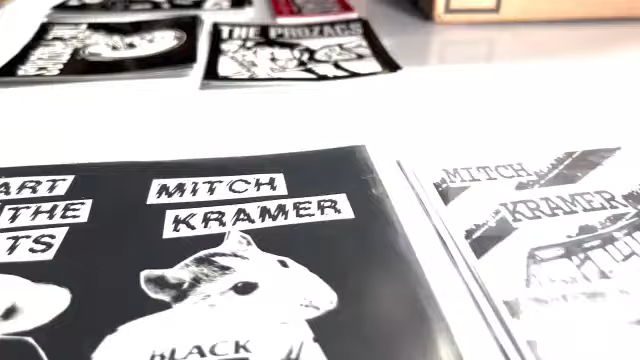 THE PROZACS
ART
THE
TS
MITCH
KRAMER
BLACK
MITCH
KRAMER